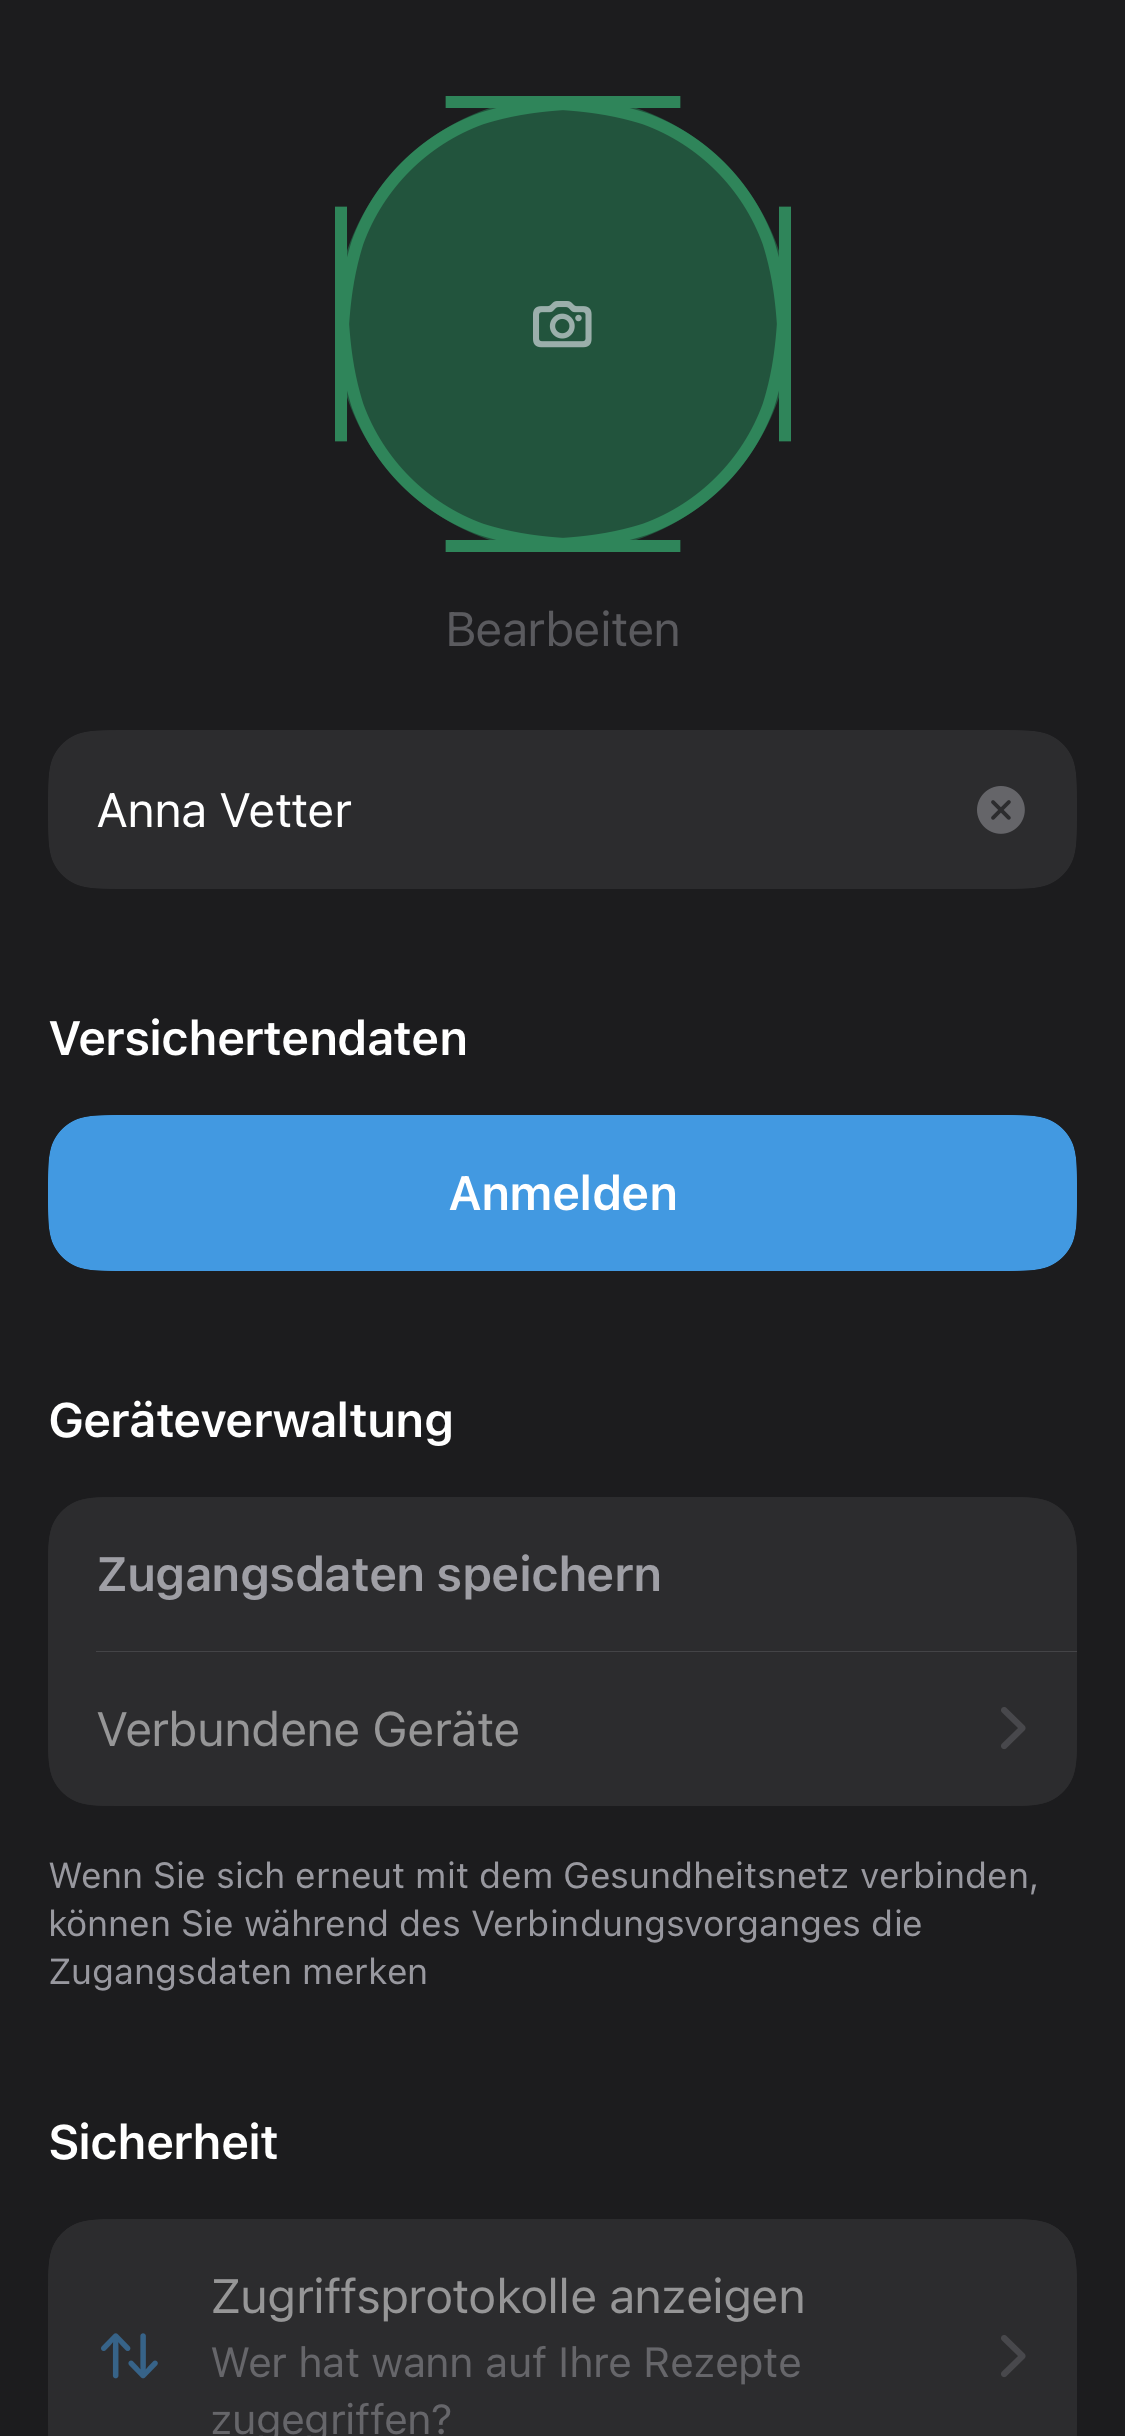 Bearbeiten
Anna Vetter
Versichertendaten
Anmelden
Geräteverwaltung
Zugangsdaten speichern
Verbundene Geräte
Wenn Sie sich erneut mit dem Gesundheitsnetz verbinden,
können Sie während des Verbindungsvorganges die
Zugangsdaten merken
Sicherheit
Zugriffsprotokolle anzeigen
Wer hat wann auf Ihre Rezepte
zugegriffen?